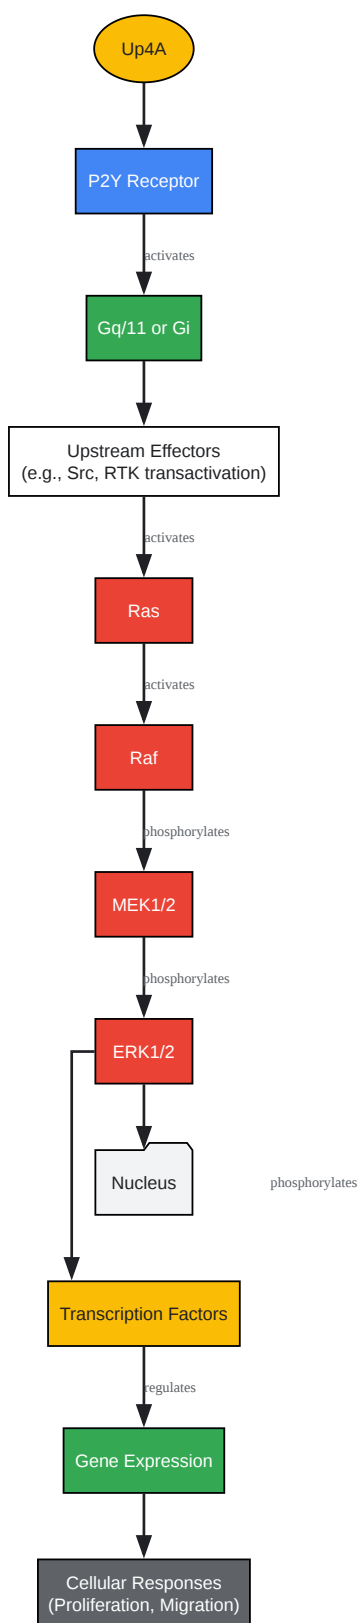 Up4A
P2Y Receptor
activates
Gq/11 or Gi
Upstream Effectors
(e.g., Src, RTK transactivation)
activates
Ras
activates
Raf
phosphorylates
MEK1/2
phosphorylates
ERK1/2
Nucleus
phosphorylates
Transcription Factors
regulates
Gene Expression
Cellular Responses
(Proliferation, Migration)